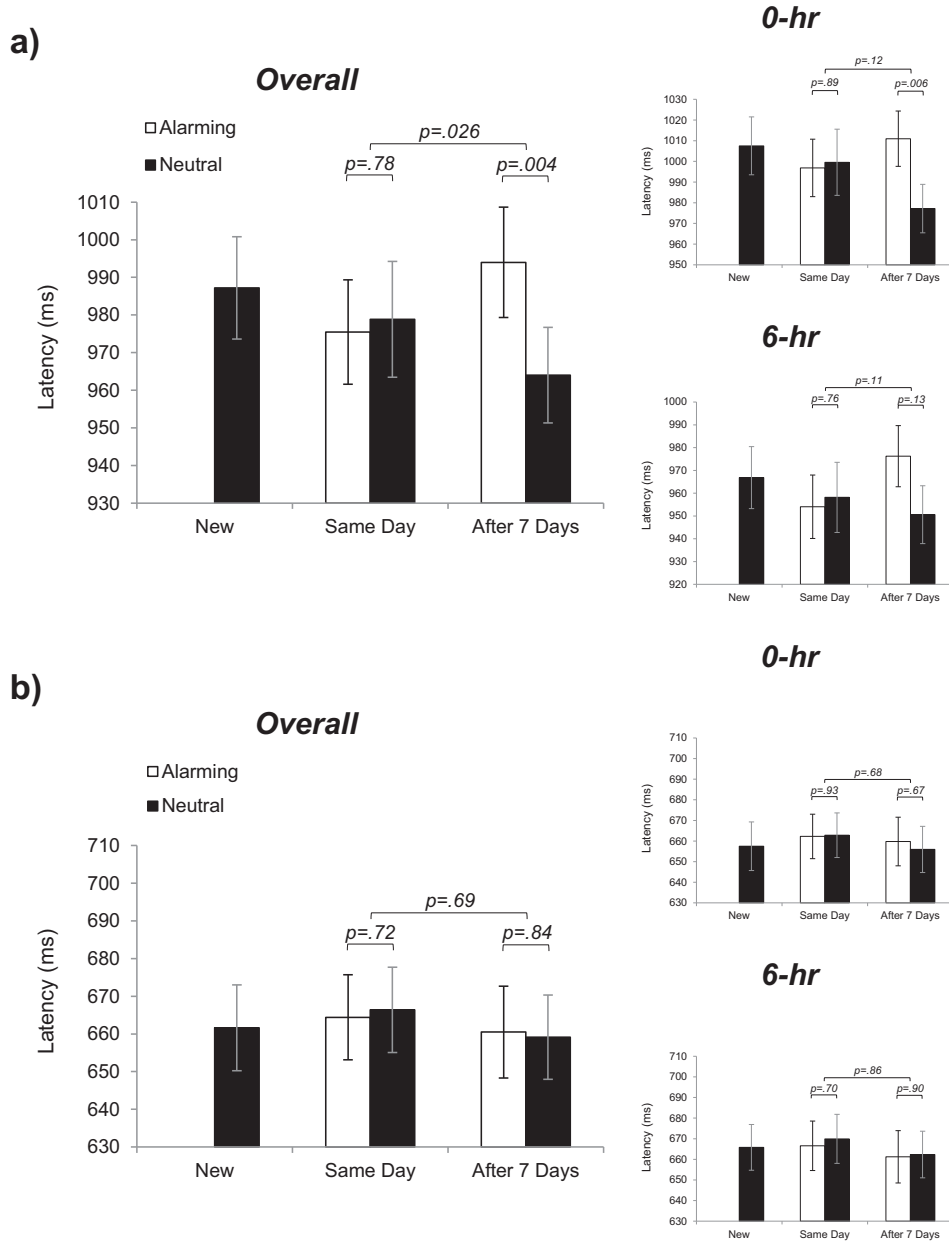 a)
Overall
Alarming
Neutral
p=.026
p=.78
p=.004
Latency (ms)
1010
1000
990
980
970
960
950
940
930
New
Same Day
After 7 Days
0-hr
p=.12
p=.89
p=.006
Latency (ms)
1030
1020
1010
1000
990
980
970
960
950
New
Same Day
After 7 Days
6-hr
p=.11
p=.76
p=.13
Latency (ms)
1000
990
980
970
960
950
940
930
920
New
Same Day
After 7 Days
b)
Overall
Alarming
Neutral
p=.69
p=.72
p=.84
Latency (ms)
710
700
690
680
670
660
650
640
630
New
Same Day
After 7 Days
0-hr
p=.68
p=.93
p=.67
Latency (ms)
710
700
690
680
670
660
650
640
630
New
Same Day
After 7 Days
6-hr
p=.86
p=.70
p=.90
Latency (ms)
710
700
690
680
670
660
650
640
630
New
Same Day
After 7 Days